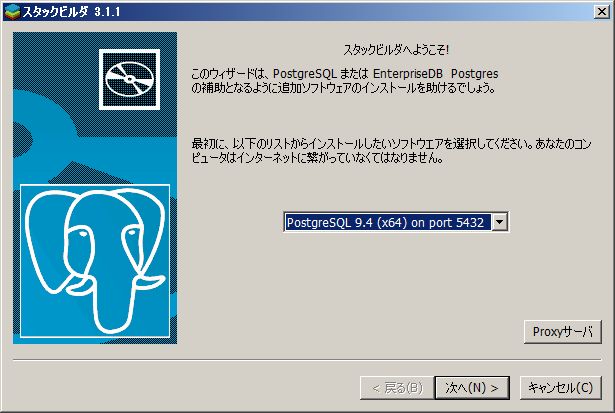 スタックビルダ 3.1.1
スタックビルダへようこそ!
このウィザードは、PostgreSQL または EnterpriseDB Postgres
の補助となるように追加ソフトウェアのインストールを助けるでしょう。
最初に、以下のリストからインストールしたいソフトウエアを選択してください。あなたのコン
ピュータはインターネットに繋がっていなくてはなりません。
PostgreSQL 9.4 (x64) on port 5432
Proxyサーバ
< 戻る(B)
次へ(N) >
キャンセル(C)